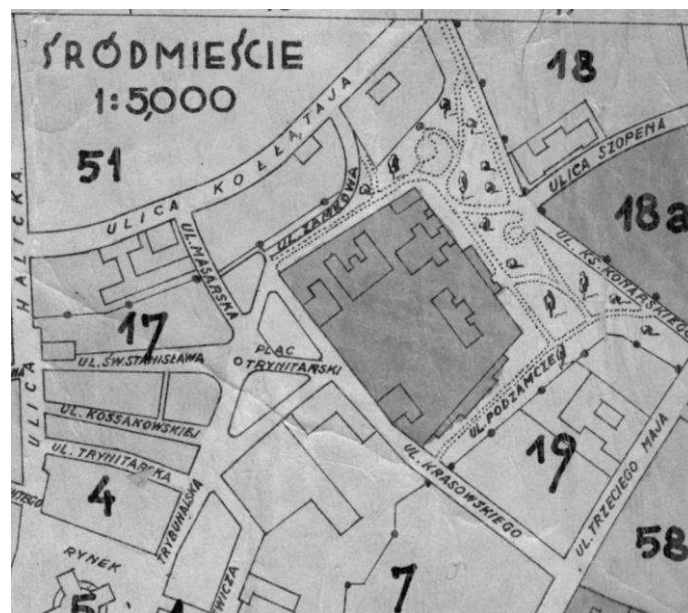 ŚRÓDMIEŚCIE
1:5,000
51
18
ULICA KOŁŁĄTAJA
ULICA SZOPENA
18a
UL. ZAMKOWA
UL. MASARSKA
UL. KS. KONARSKIEGO
ULICA HALICKA
17
PLAC
TRYNITARSKI
UL. ŚW. STANISŁAWA
UL. KOSSAKOWSKIEJ
UL. TRYNITARSKA
UL. PODZAMCZE
19
UL. KRASOWSKIEGO
UL. TRZECIEGO MAJA
4
TRYBUNALSKA
58
RYNEK
5
7